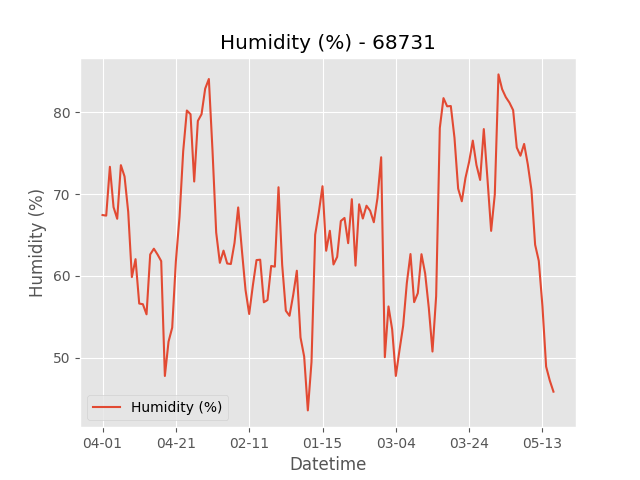 Humidity (%) - 68731
Humidity (%)
80
70
60
50
Humidity (%)
04-01 04-21 02-11 01-15 03-04 03-24 05-13
Datetime